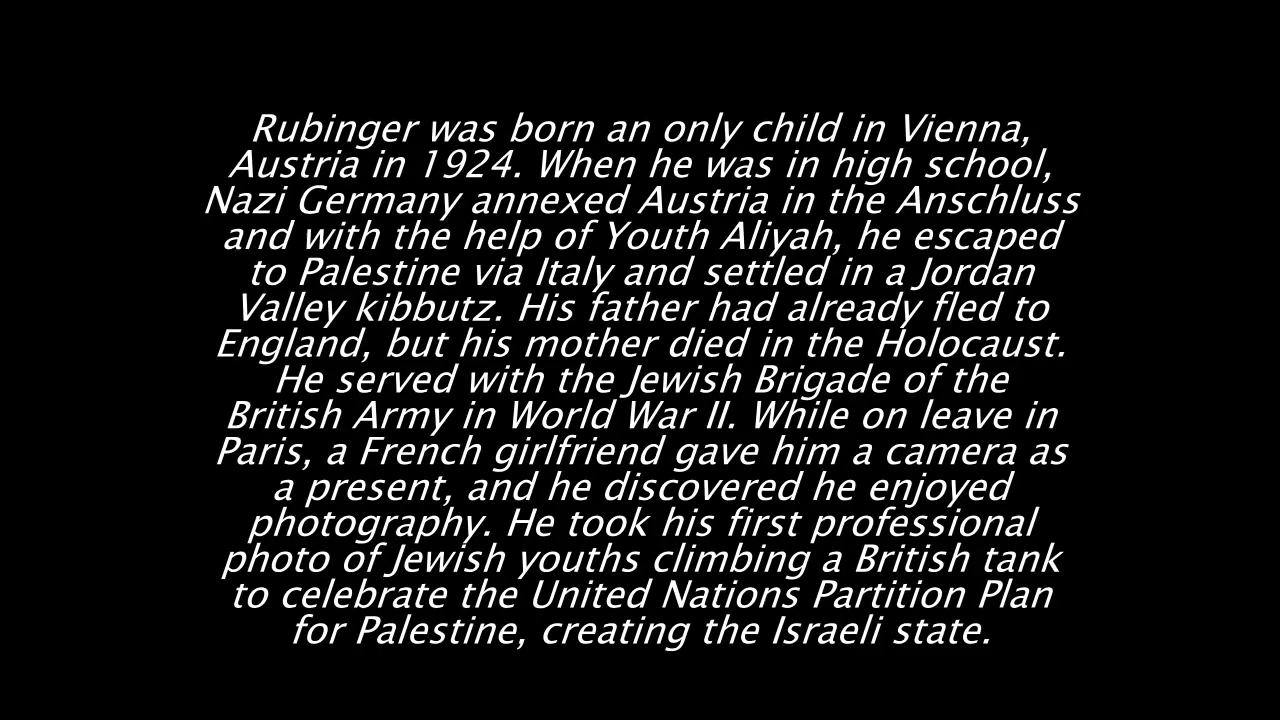 Rubinger was born an only child in Vienna,
Austria in 1924. When he was in high school,
Nazi Germany annexed Austria in the Anschluss
and with the help of Youth Aliyah, he escaped
to Palestine via Italy and settled in a Jordan
Valley kibbutz. His father had already fled to
England, but his mother died in the Holocaust.
He served with the Jewish Brigade of the
British Army in World War II. While on leave in
Paris, a French girlfriend gave him a camera as
a present, and he discovered he enjoyed
photography. He took his first professional
photo of Jewish youths climbing a British tank
to celebrate the United Nations Partition Plan
for Palestine, creating the Israeli state.